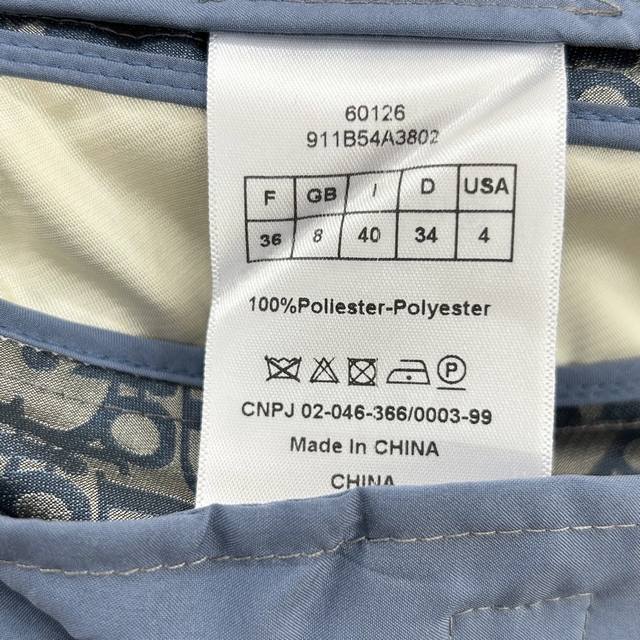 60126
911B54A3802
F GB I D USA
36 8 40 34 4
100%Poliester-Polyester
P
CNPJ 02-046-366/0003-99
Made In CHINA
CHINA